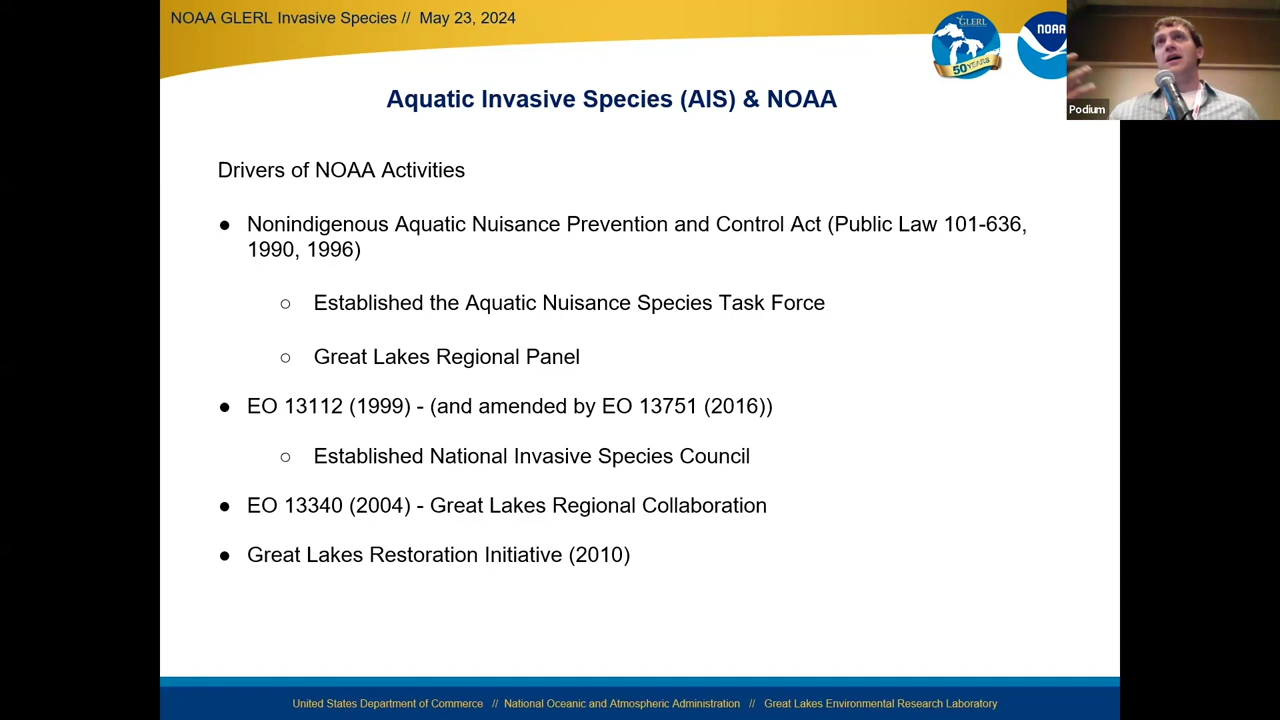 NOAA GLERL Invasive Species // May 23, 2024
GLERL
50 YEARS
NOAA
Podium
Aquatic Invasive Species (AIS) & NOAA
Drivers of NOAA Activities
● Nonindigenous Aquatic Nuisance Prevention and Control Act (Public Law 101-636,
1990, 1996)
○ Established the Aquatic Nuisance Species Task Force
○ Great Lakes Regional Panel
● EO 13112 (1999) - (and amended by EO 13751 (2016))
○ Established National Invasive Species Council
● EO 13340 (2004) - Great Lakes Regional Collaboration
● Great Lakes Restoration Initiative (2010)
United States Department of Commerce // National Oceanic and Atmospheric Administration // Great Lakes Environmental Research Laboratory